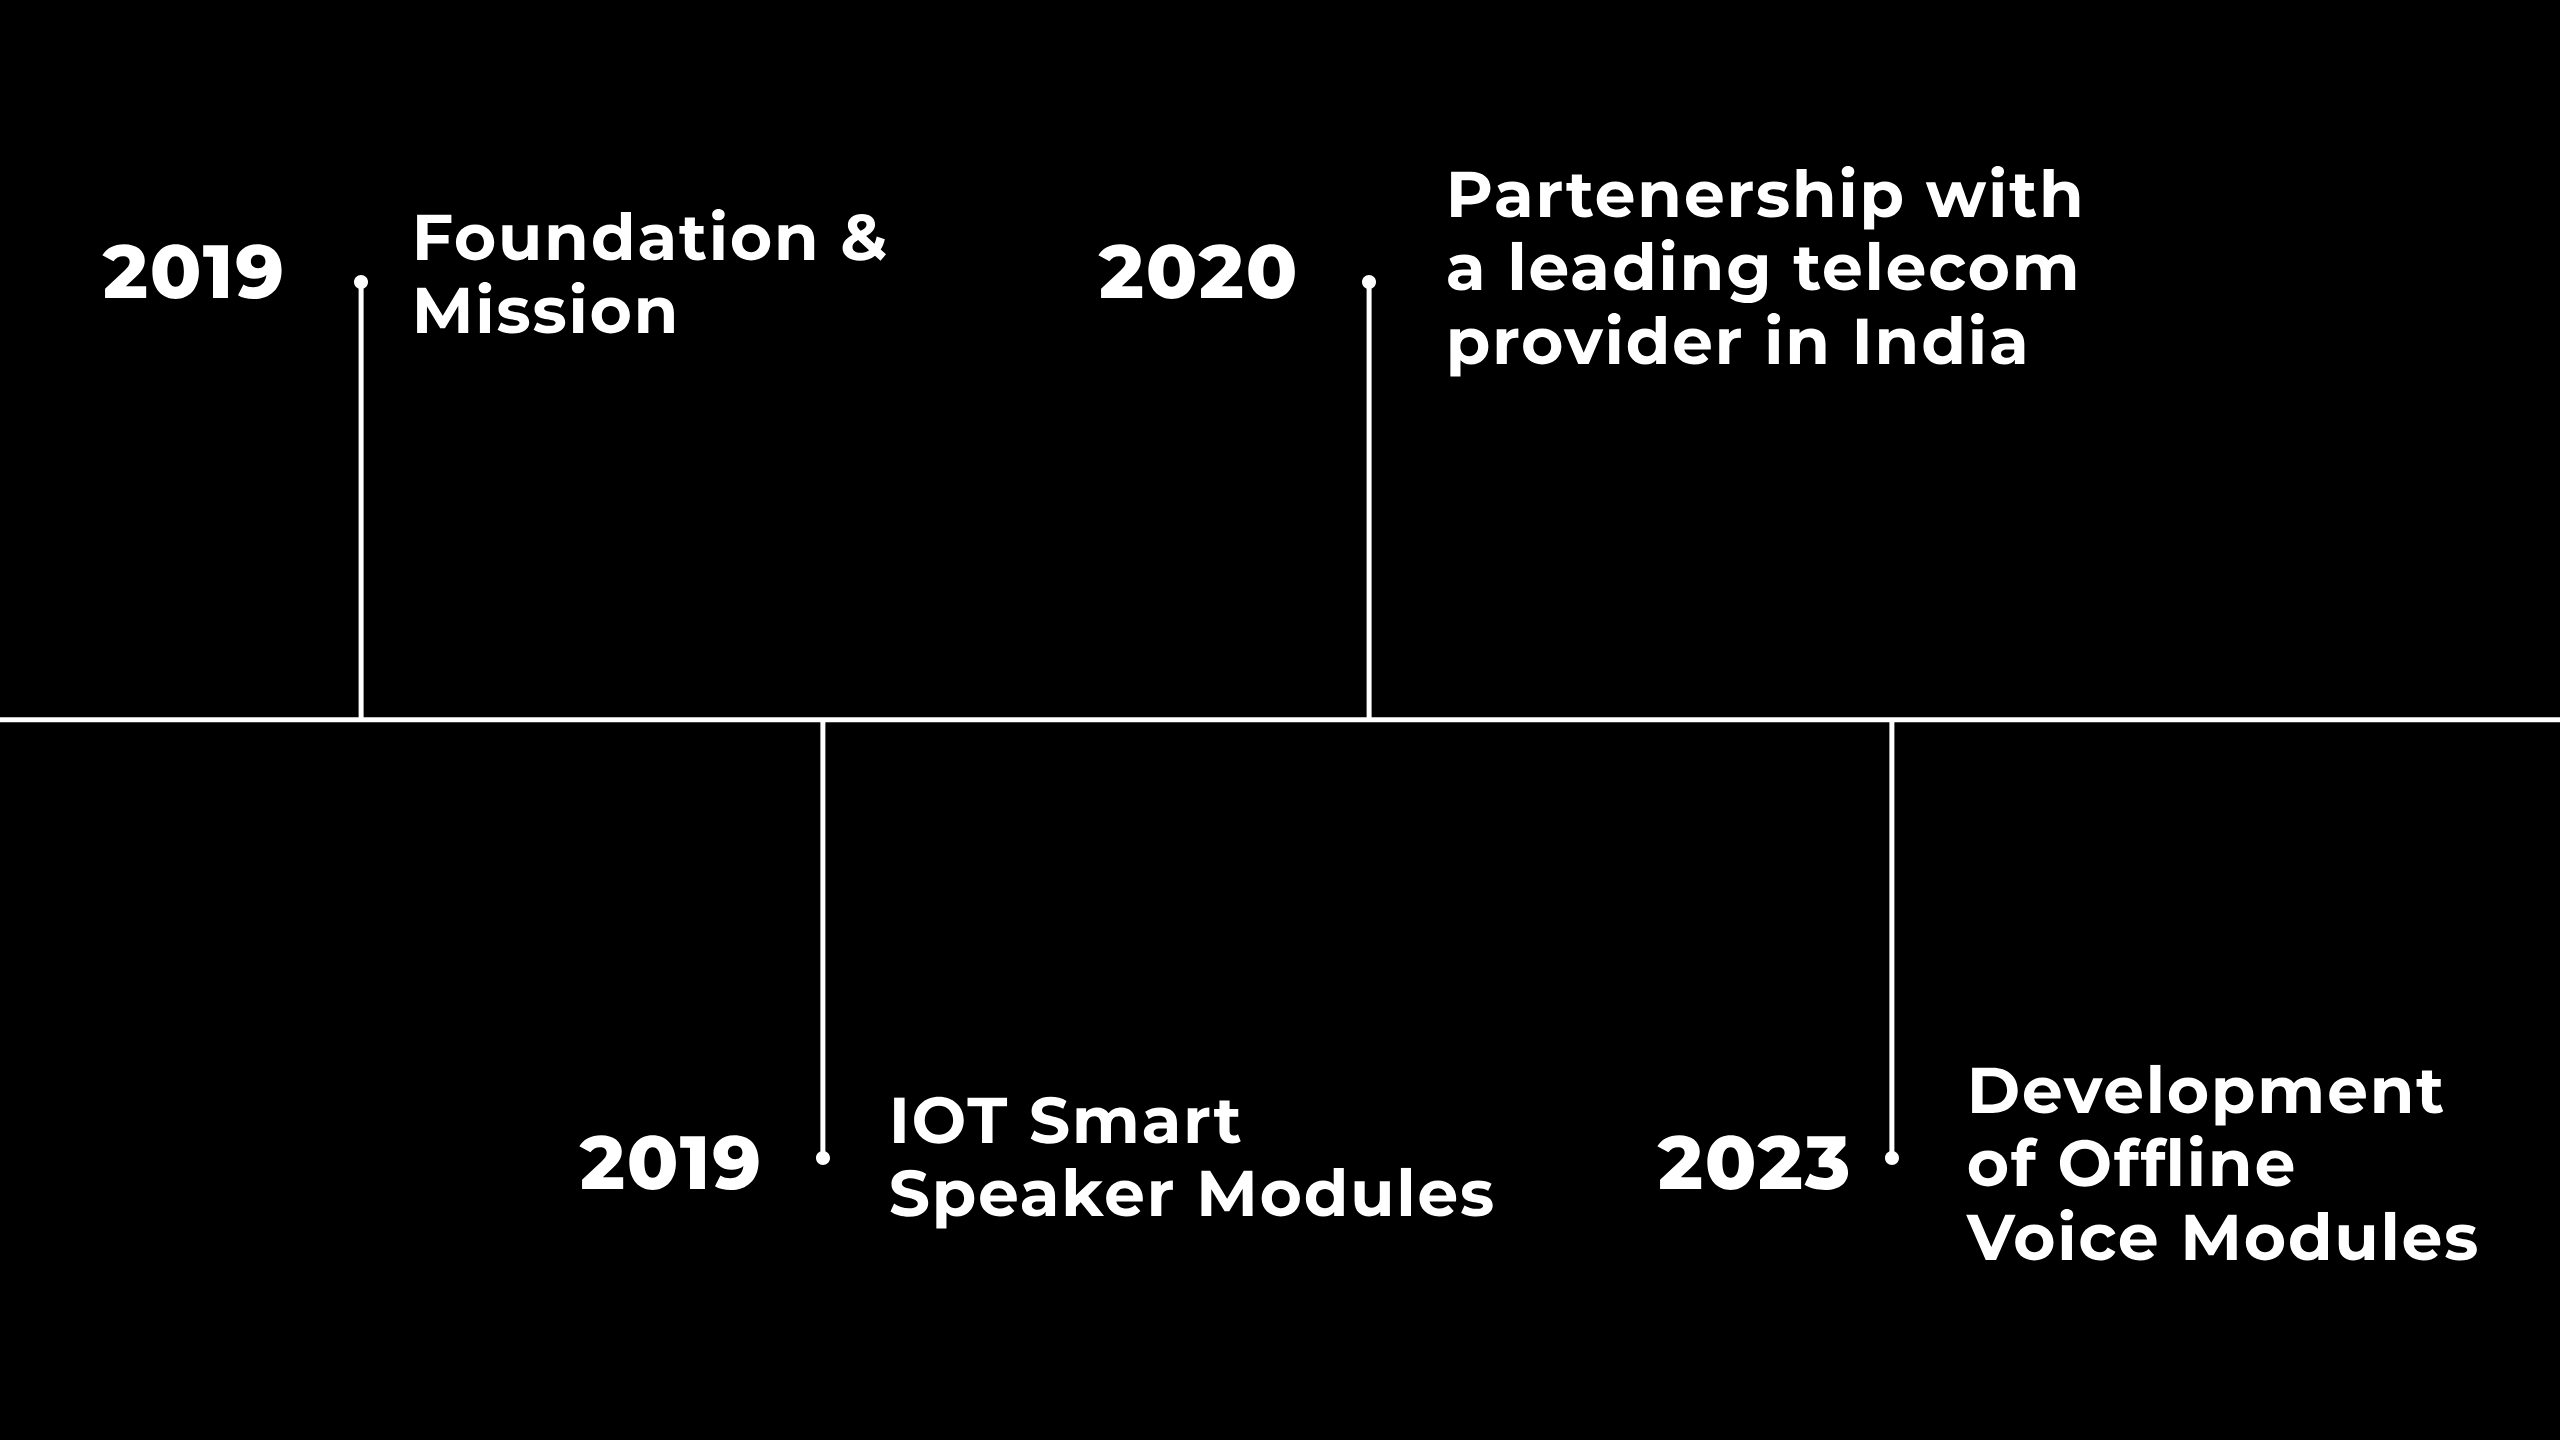 2019
Foundation &
Mission
2020
Partenership with
a leading telecom
provider in India
2019
IOT Smart
Speaker Modules
2023
Development
of Offline
Voice Modules